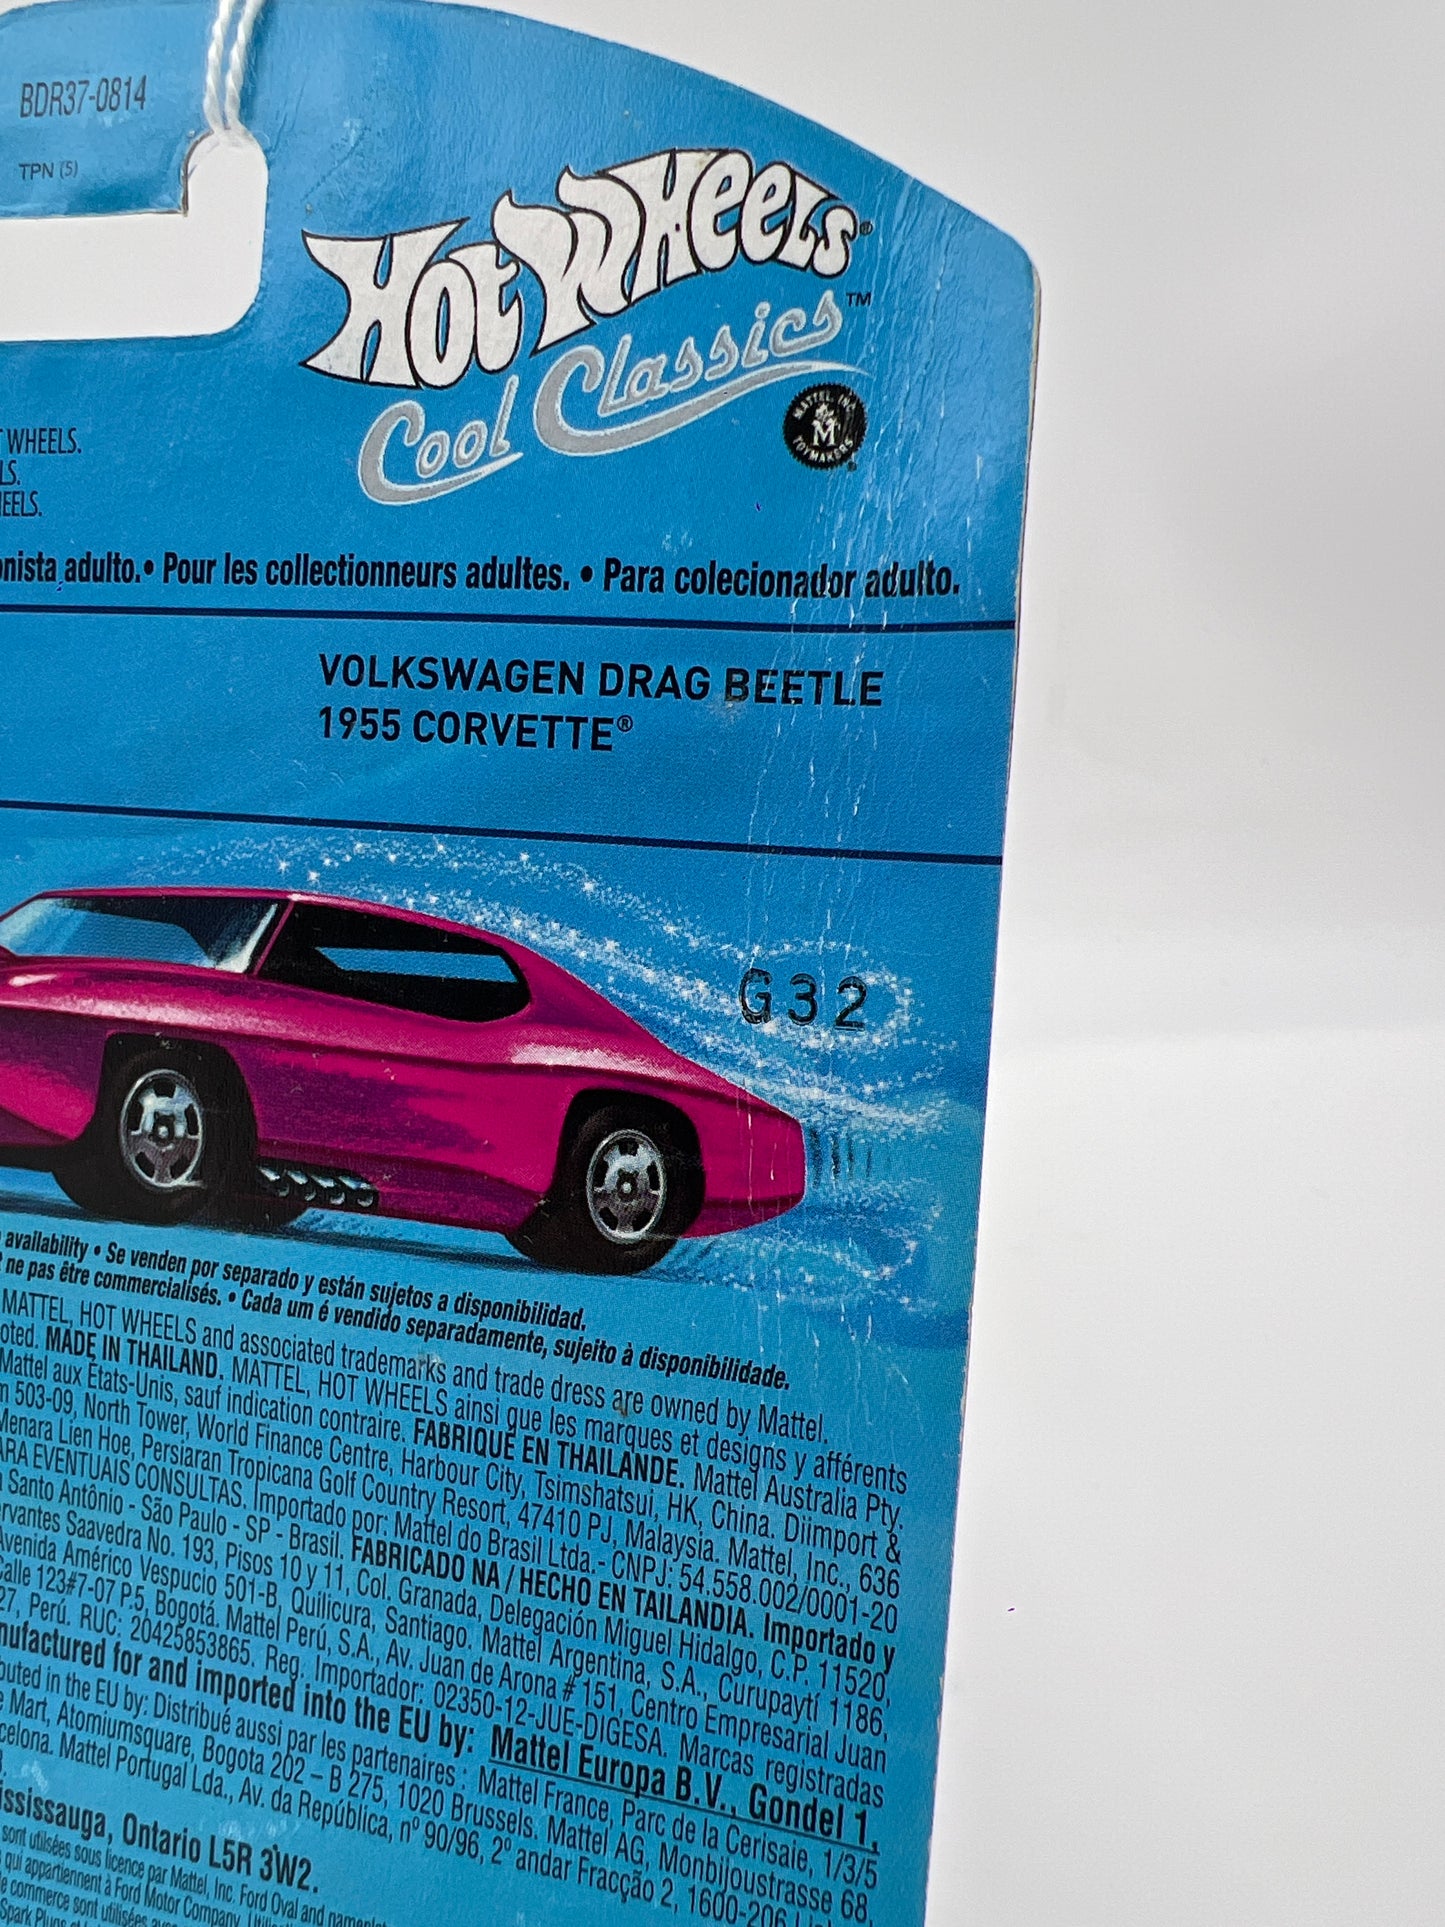 BDR37-0814
TPN (5)
HOT WHEELS®
Cool Classics™
MATTEL, INC.
M
TOYMAKERS
®
WHEELS.
LS.
EELS.
adulto.• Pour les collectionneurs adultes. • Para colecionador adulto.
VOLKSWAGEN DRAG BEETLE
1955 CORVETTE®
G32
availability • Se venden por separado y están sujetos a disponibilidad.
ne pas être commercialisés. • Cada um é vendido separadamente, sujeito à disponibilidade.
MATTEL, HOT WHEELS and associated trademarks and trade dress are owned by Mattel.
oted. MADE IN THAILAND. MATTEL, HOT WHEELS ainsi que les marques et designs y afférents
Mattel aux États-Unis, sauf indication contraire. FABRIQUÉ EN THAILANDE. Mattel Australia Pty.
503-09, North Tower, World Finance Centre, Harbour City, Tsimshatsui, HK, China. Diimport &
Menara Lien Hoe, Persiaran Tropicana Golf Country Resort, 47410 PJ, Malaysia. Mattel, Inc., 636
ARA EVENTUAIS CONSULTAS. Importado por: Mattel do Brasil Ltda.- CNPJ: 54.558.002/0001-20
Santo Antônio - São Paulo - SP - Brasil. FABRICADO NA / HECHO EN TAILANDIA. Importado y
rvantes Saavedra No. 193, Pisos 10 y 11, Col. Granada, Delegación Miguel Hidalgo, C.P. 11520,
Avenida Américo Vespucio 501-B, Quilicura, Santiago. Mattel Argentina, S.A., Curupaytí 1186,
Calle 123#7-07 P.5, Bogotá. Mattel Perú, S.A., Av. Juan de Arona # 151, Centro Empresarial Juan
27, Perú. RUC: 20425853865. Reg. Importador: 02350-12-JUE-DIGESA. Marcas registradas
nufactured for and imported into the EU by: Mattel Europa B.V., Gondel 1,
buted in the EU by: Distribué aussi par les partenaires : Mattel France, Parc de la Cerisaie, 1/3/5
Mart, Atomiumsquare, Bogota 202 – B 275, 1020 Brussels. Mattel AG, Monbijoustrasse 68,
celona. Mattel Portugal Lda., Av. da República, nº 90/96, 2º andar Fracção 2, 1600-206
ississauga, Ontario L5R 3W2.
sont utilsées sous licence par Mattel, Inc. Ford Oval and
qui appartiennent à Ford Motor Company.
commerce sont utilisées
Spark Plugs